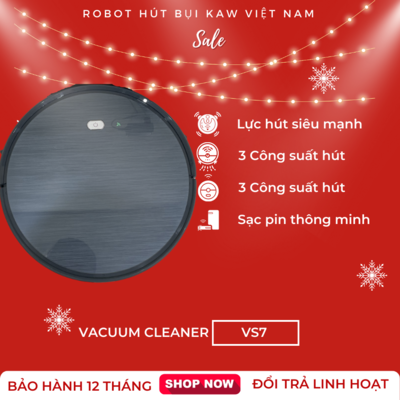 ROBOT HÚT BỤI KAW VIỆT NAM
Sale
Lực hút siêu mạnh
3 Công suất hút
3 Công suất hút
Sạc pin thông minh
VACUUM CLEANER VS7
BẢO HÀNH 12 THÁNG SHOP NOW ĐỔI TRẢ LINH HOẠT